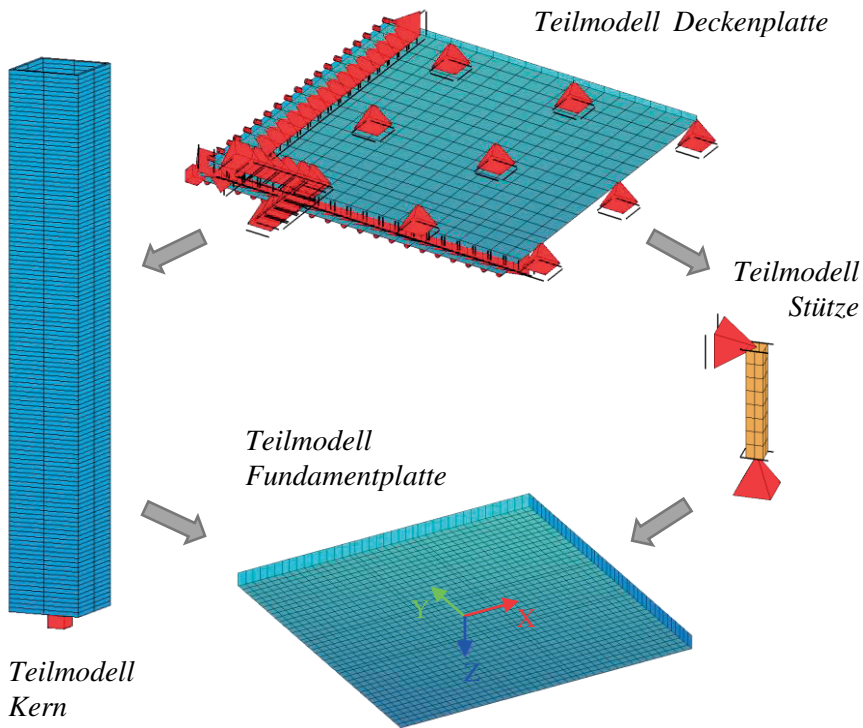 Teilmodell Deckenplatte
Teilmodell
Stütze
Teilmodell
Fundamentplatte
Y
X
Z
Teilmodell
Kern